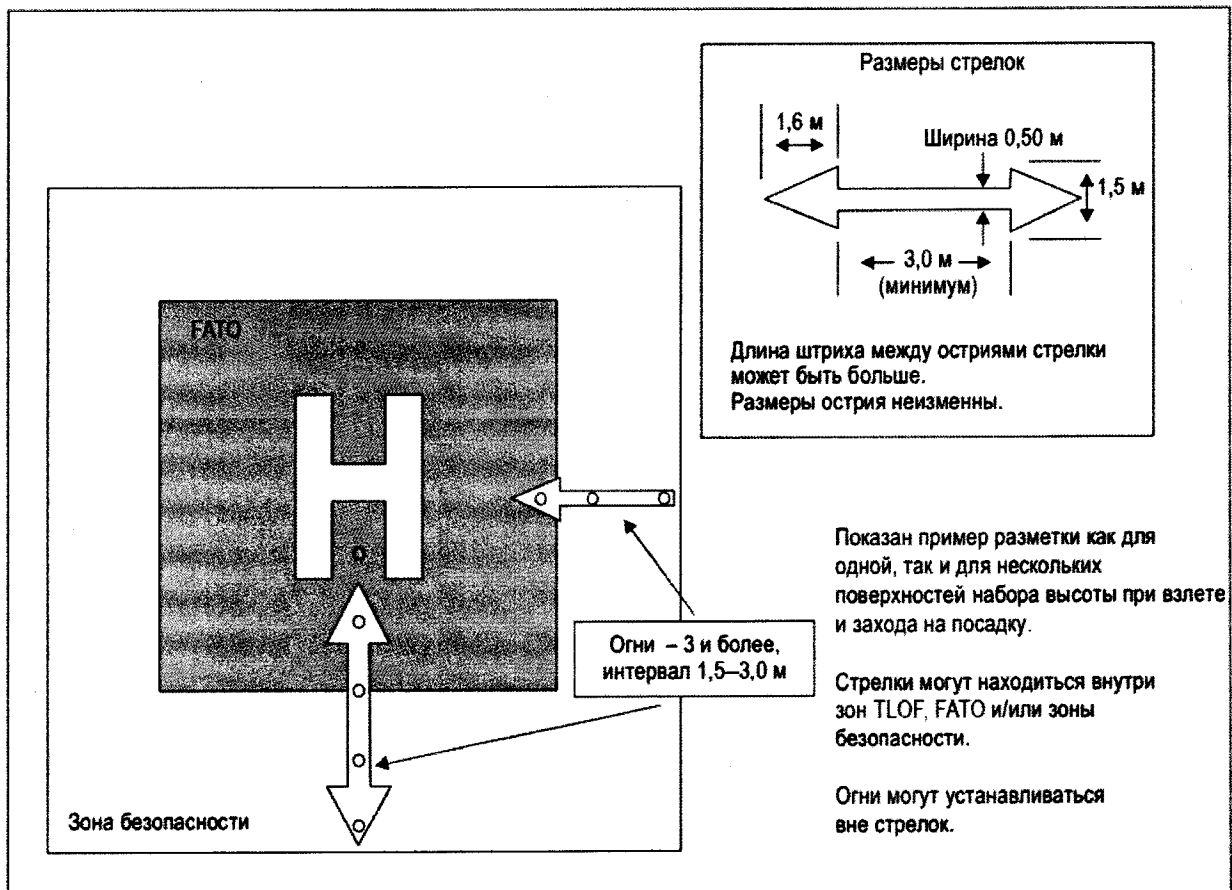 Размеры стрелок
1,6 м
Ширина 0,50 м
1,5 м
3,0 м
(минимум)
Длина штриха между остриями стрелки
может быть больше.
Размеры острия неизменны.
FATO
H
Огни – 3 и более,
интервал 1,5–3,0 м
Зона безопасности
Показан пример разметки как для
одной, так и для нескольких
поверхностей набора высоты при взлете
и захода на посадку.
Стрелки могут находиться внутри
зон TLOF, FATO и/или зоны
безопасности.
Огни могут устанавливаться
вне стрелок.